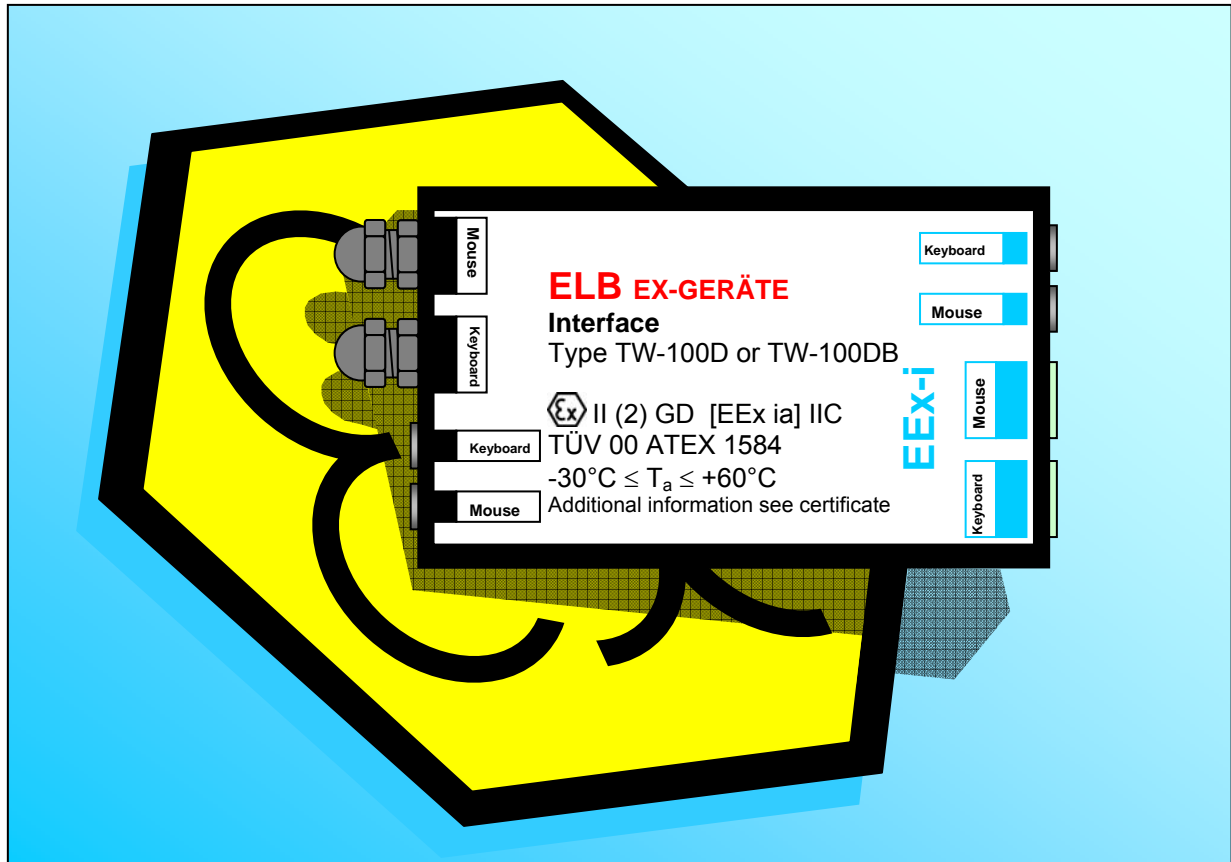 Mouse
Keyboard
Keyboard
Mouse
ELB EX-GERÄTE
Interface
Type TW-100D or TW-100DB
Ex II (2) GD [EEx ia] IIC
TÜV 00 ATEX 1584
-30°C ≤ Ta ≤ +60°C
Additional information see certificate
EEx-i
Keyboard
Mouse
Mouse
Keyboard